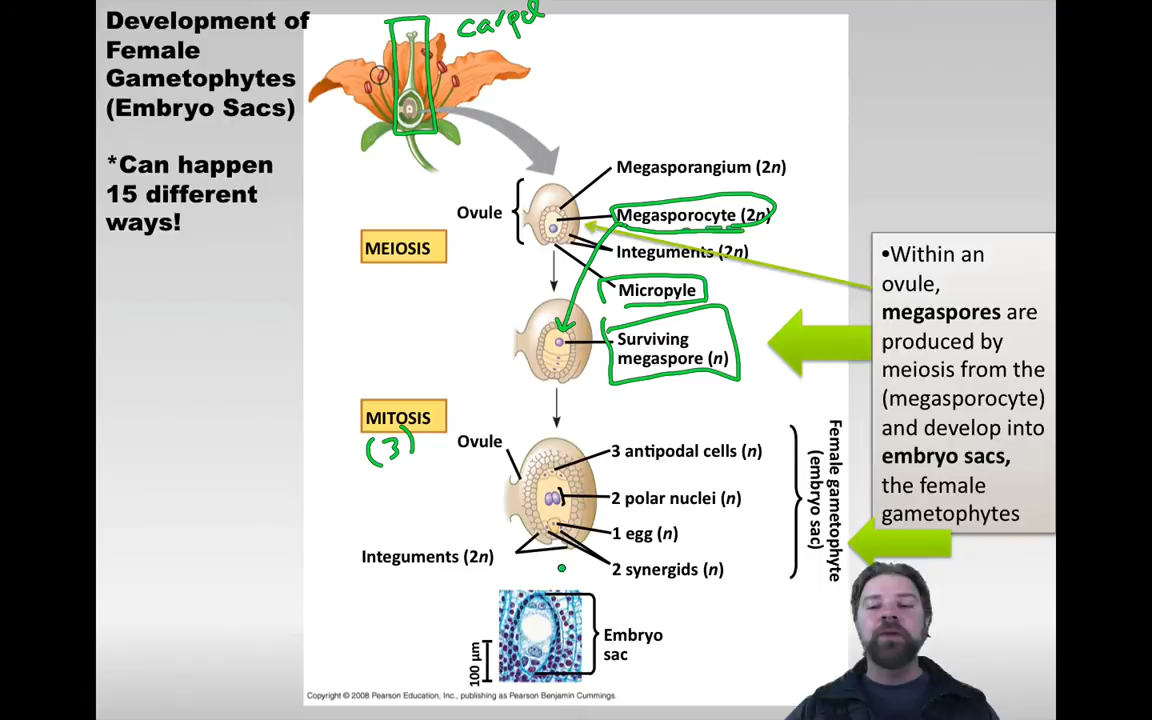 Development of
Female
Gametophytes
(Embryo Sacs)
*Can happen
15 different
ways!
carpel
Megasporangium (2n)
Ovule
Megasporocyte (2n)
MEIOSIS
Integuments (2n)
Micropyle
Surviving
megaspore (n)
MITOSIS
(3)
Ovule
3 antipodal cells (n)
2 polar nuclei (n)
1 egg (n)
Integuments (2n)
2 synergids (n)
Female gametophyte
(embryo sac)
Embryo
sac
100 µm
Copyright © 2008 Pearson Education, Inc., publishing as Pearson Benjamin Cummings.
•Within an
ovule,
megaspores are
produced by
meiosis from the
(megasporocyte)
and develop into
embryo sacs,
the female
gametophytes